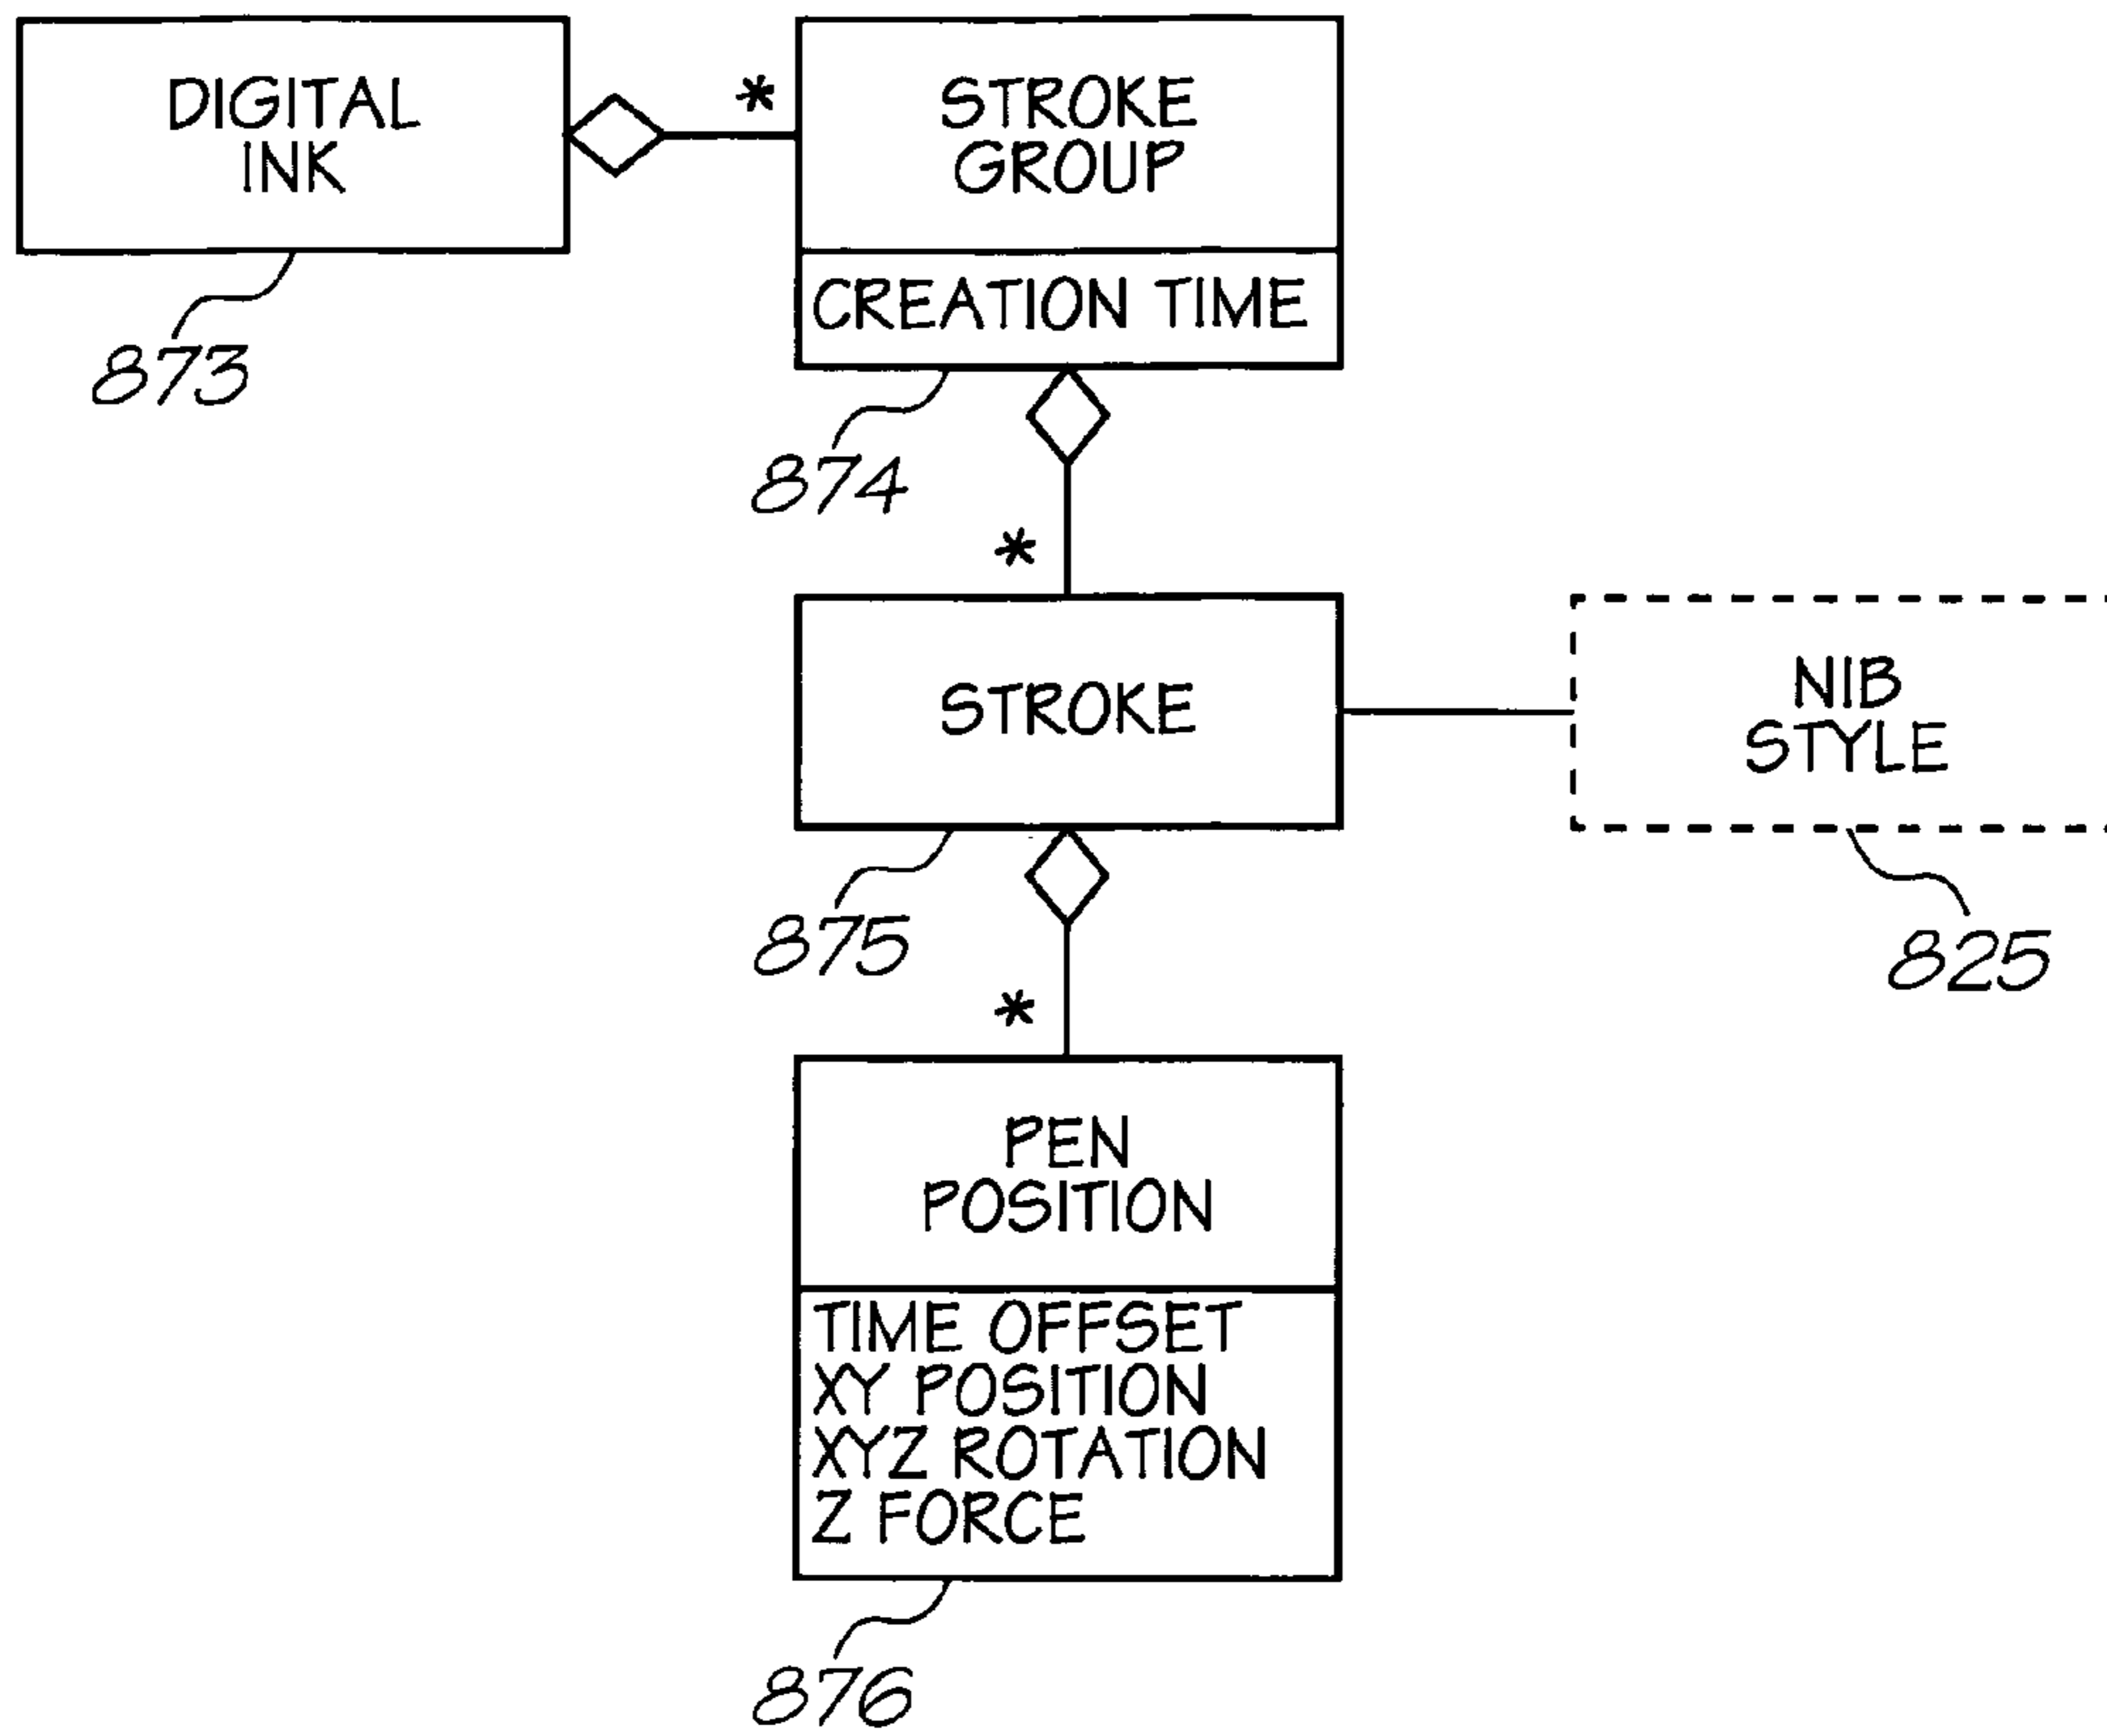 DIGITAL
INK
*
STROKE
GROUP
CREATION TIME
873
874
*
STROKE
NIB
STYLE
875
825
*
PEN
POSITION
TIME OFFSET
XY POSITION
XYZ ROTATION
Z FORCE
876